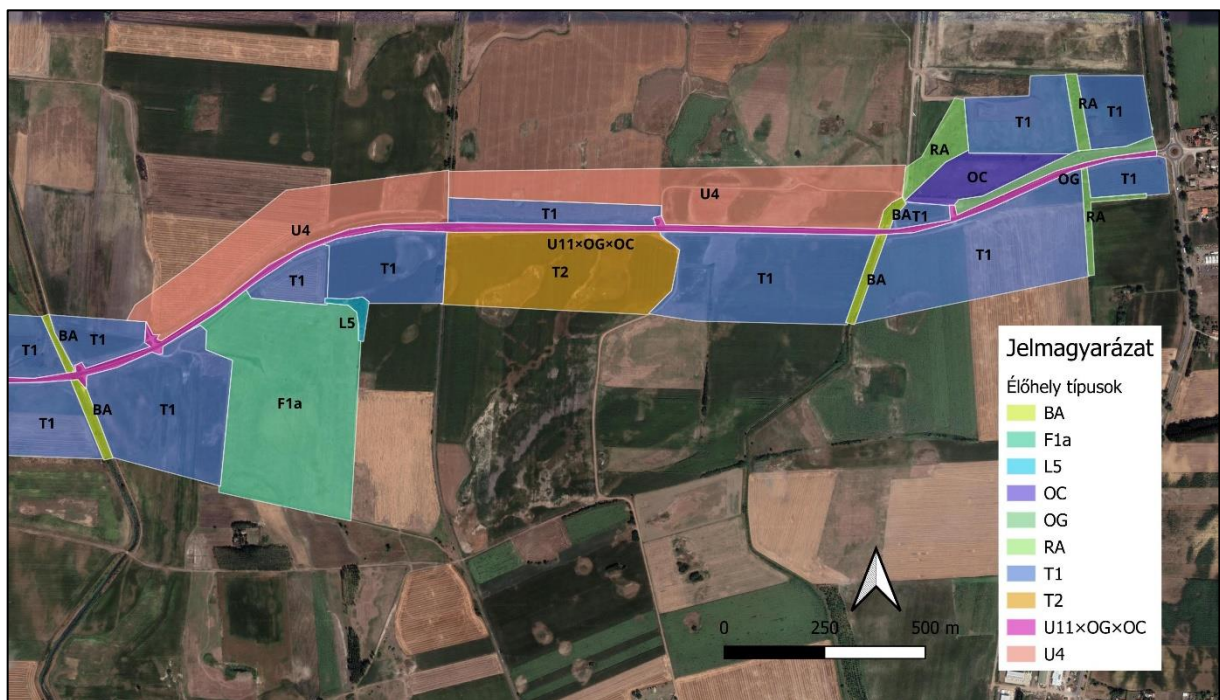 RA
T1
T1
RA
OC
OG
T1
U4
T1
U4
BA
T1
RA
U11×OG×OC
T1
T1
T2
T1
T1
BA
BA
T1
T1
L5
F1a
T1
BA
T1
Jelmagyarázat
Élőhely típusok
BA
F1a
L5
OC
OG
RA
T1
T2
U11×OG×OC
U4
0 250 500 m